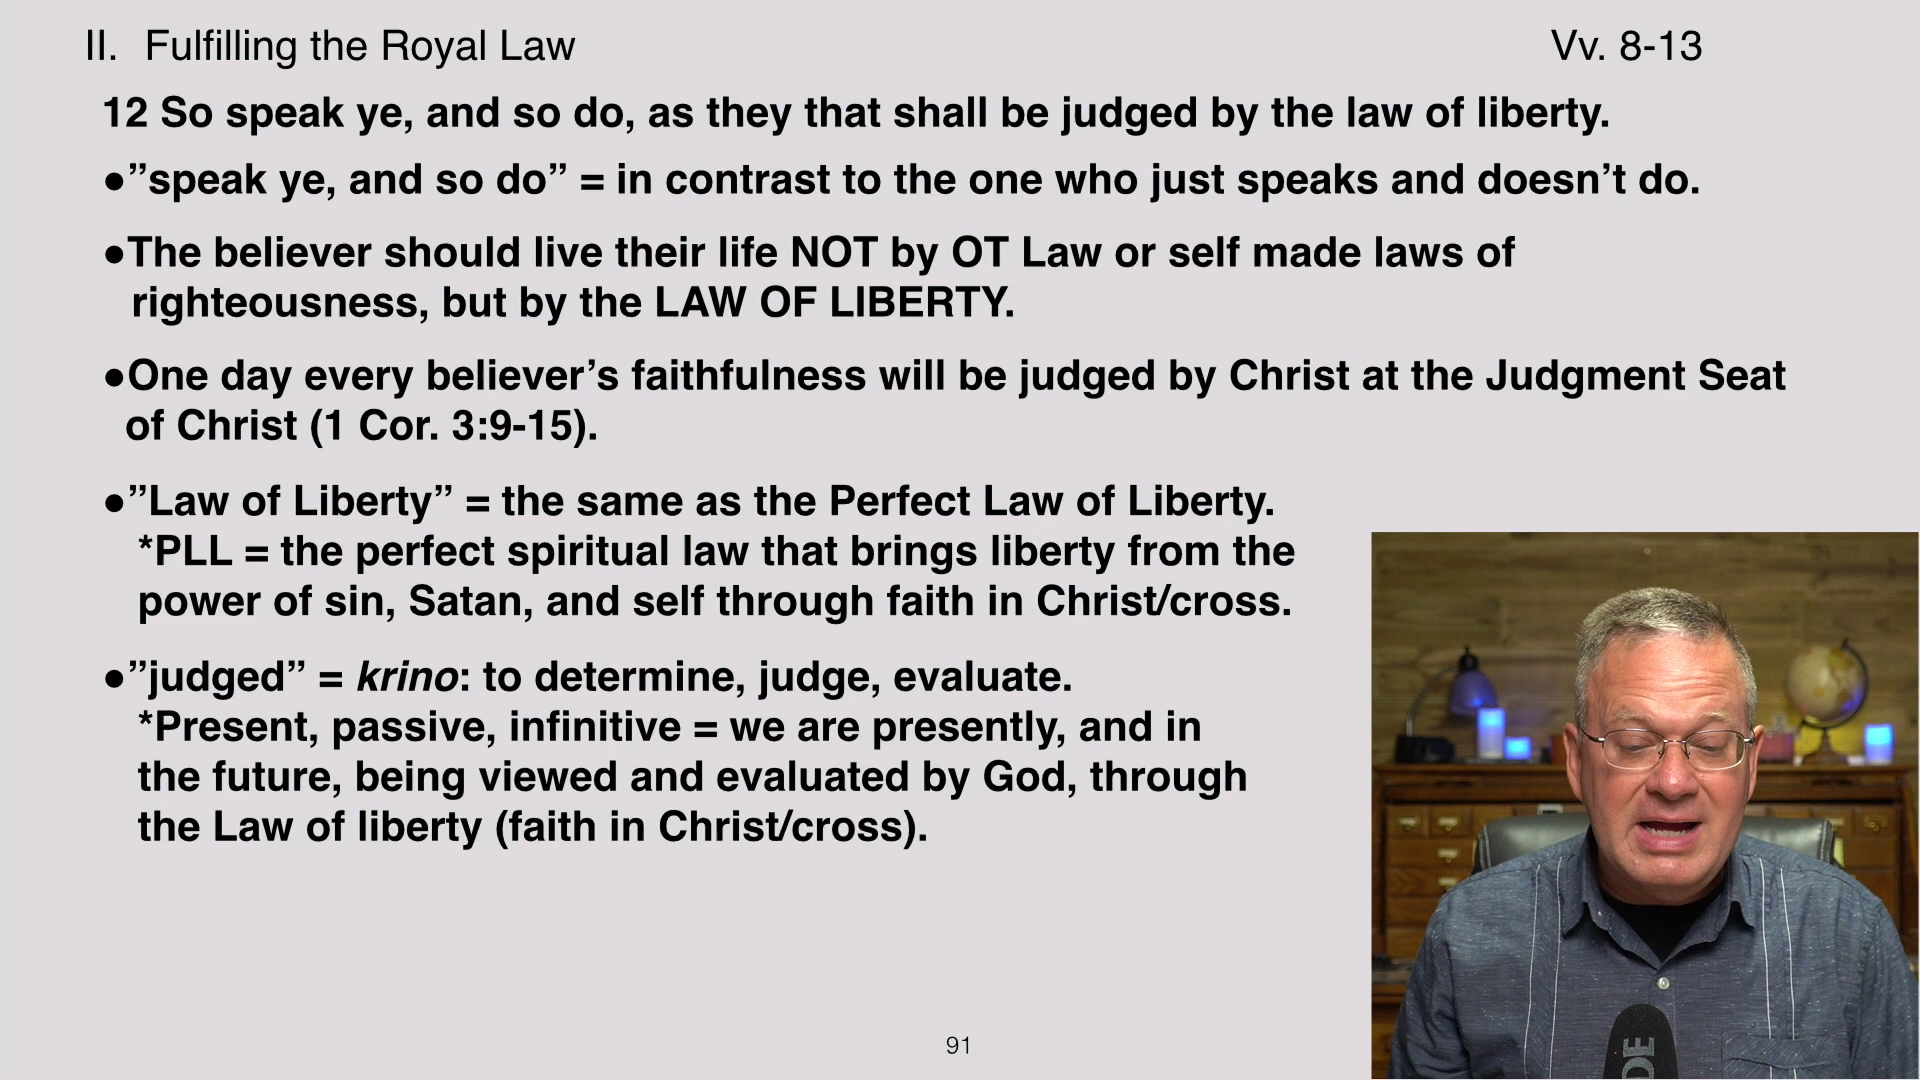 II. Fulfilling the Royal Law Vv. 8-13
12 So speak ye, and so do, as they that shall be judged by the law of liberty.
●”speak ye, and so do” = in contrast to the one who just speaks and doesn’t do.
●The believer should live their life NOT by OT Law or self made laws of
righteousness, but by the LAW OF LIBERTY.
●One day every believer’s faithfulness will be judged by Christ at the Judgment Seat
of Christ (1 Cor. 3:9-15).
●”Law of Liberty” = the same as the Perfect Law of Liberty.
*PLL = the perfect spiritual law that brings liberty from the
power of sin, Satan, and self through faith in Christ/cross.
●”judged” = krino: to determine, judge, evaluate.
*Present, passive, infinitive = we are presently, and in
the future, being viewed and evaluated by God, through
the Law of liberty (faith in Christ/cross).
91